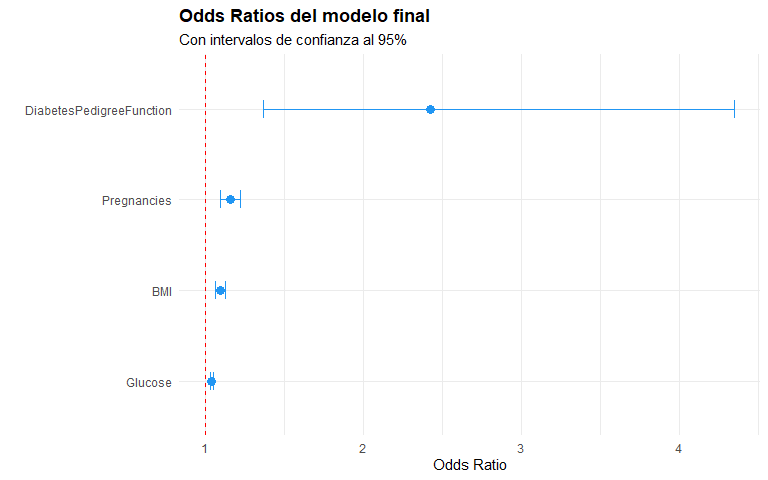 Odds Ratios del modelo final
Con intervalos de confianza al 95%
DiabetesPedigreeFunction
Pregnancies
BMI
Glucose
1 2 3 4
Odds Ratio